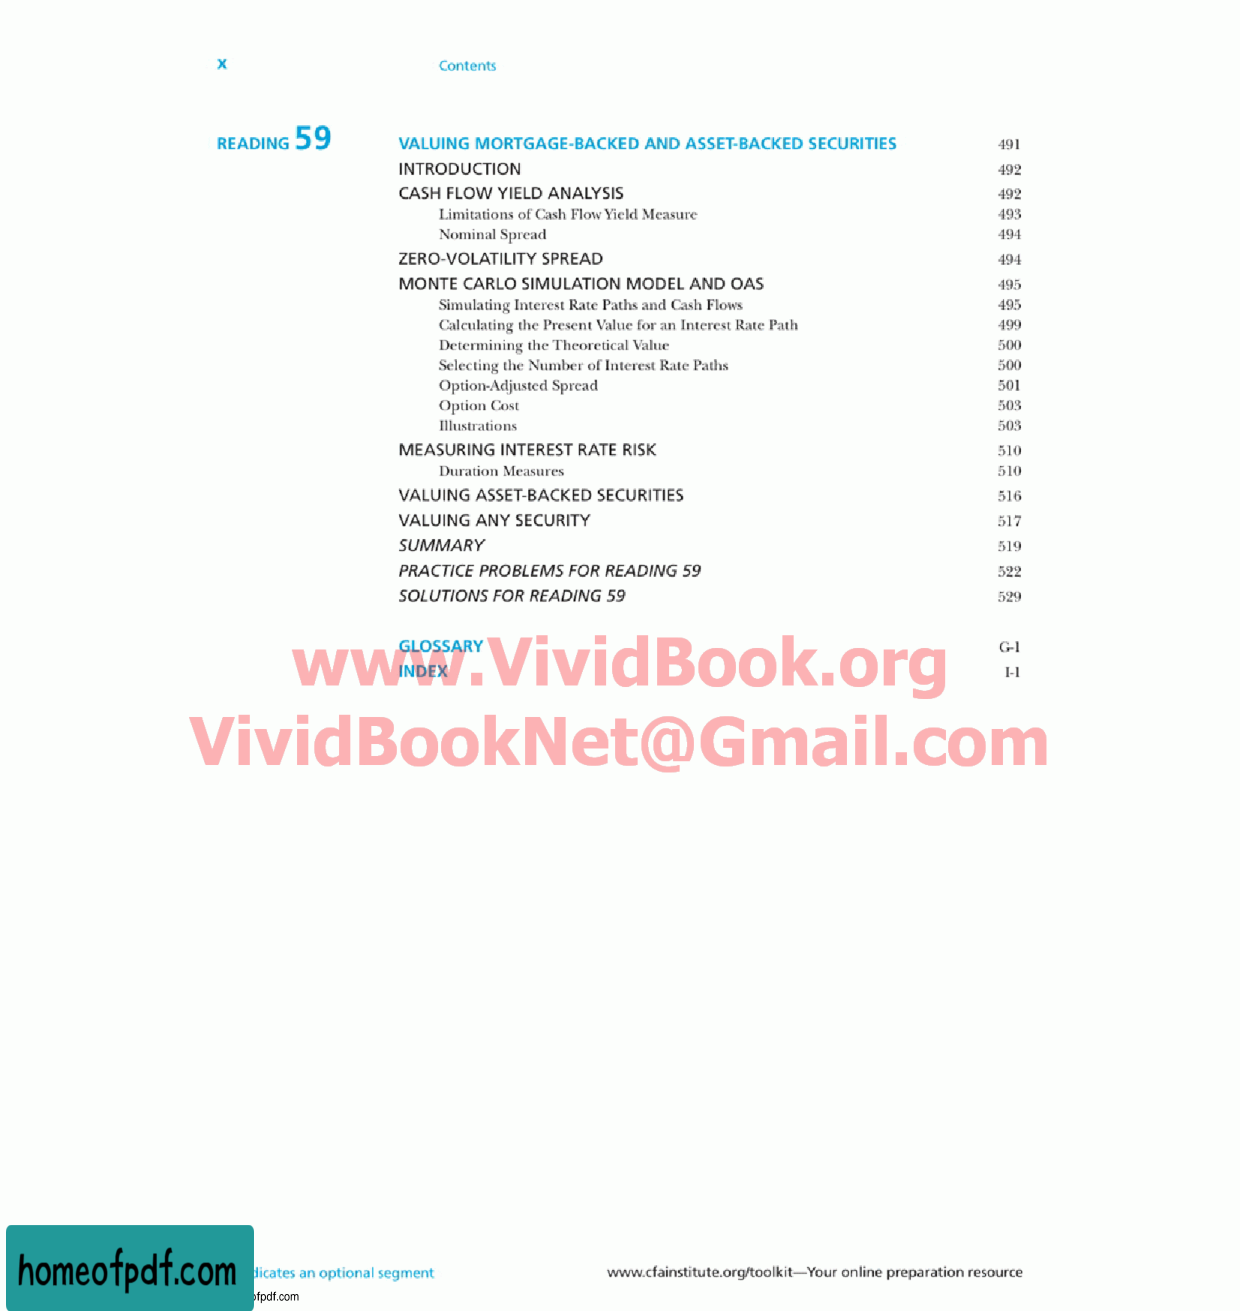 x Contents
READING 59 VALUING MORTGAGE-BACKED AND ASSET-BACKED SECURITIES 491
INTRODUCTION 492
CASH FLOW YIELD ANALYSIS 492
Limitations of Cash Flow Yield Measure 493
Nominal Spread 494
ZERO-VOLATILITY SPREAD 494
MONTE CARLO SIMULATION MODEL AND OAS 495
Simulating Interest Rate Paths and Cash Flows 495
Calculating the Present Value for an Interest Rate Path 499
Determining the Theoretical Value 500
Selecting the Number of Interest Rate Paths 500
Option-Adjusted Spread 501
Option Cost 503
Illustrations 503
MEASURING INTEREST RATE RISK 510
Duration Measures 510
VALUING ASSET-BACKED SECURITIES 516
VALUING ANY SECURITY 517
SUMMARY 519
PRACTICE PROBLEMS FOR READING 59 522
SOLUTIONS FOR READING 59 529
GLOSSARY G-1
www.VividBook.org
INDEX I-1
VividBookNet@Gmail.com
homeofpdf.com
dicates an optional segment www.cfainstitute.org/toolkit—Your online preparation resource
ofpdf.com